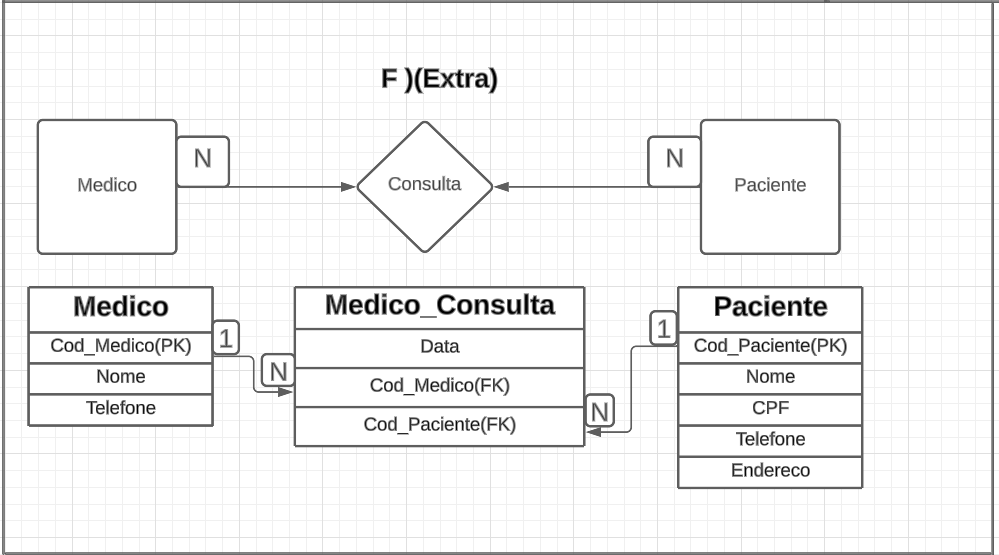 F )(Extra)
Medico
N
Consulta
N
Paciente
Medico
Cod_Medico(PK)
Nome
Telefone
1
N
Medico_Consulta
Data
Cod_Medico(FK)
Cod_Paciente(FK)
N
1
Paciente
Cod_Paciente(PK)
Nome
CPF
Telefone
Endereco